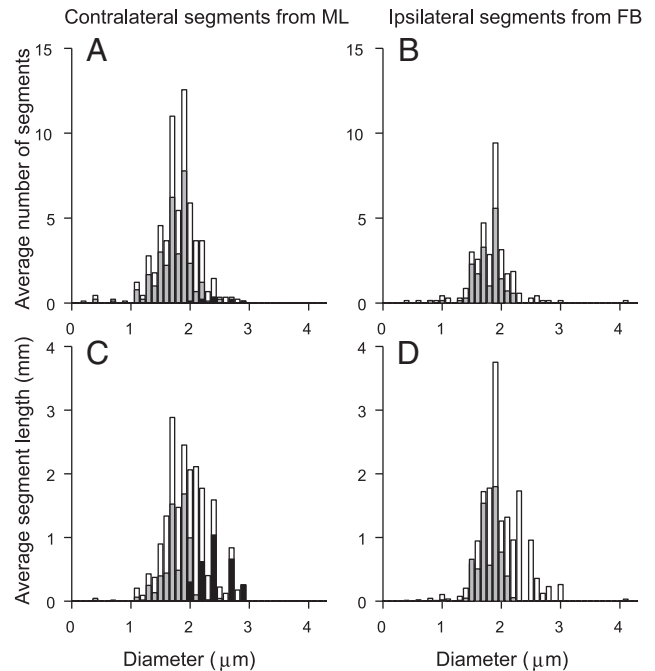 Contralateral segments from ML
Ipsilateral segments from FB
A
B
Average number of segments
15
10
5
0
0 1 2 3 4
15
10
5
0
0 1 2 3 4
C
D
Average segment length (mm)
4
3
2
1
0
0 1 2 3 4
Diameter (μm)
4
3
2
1
0
0 1 2 3 4
Diameter (μm)